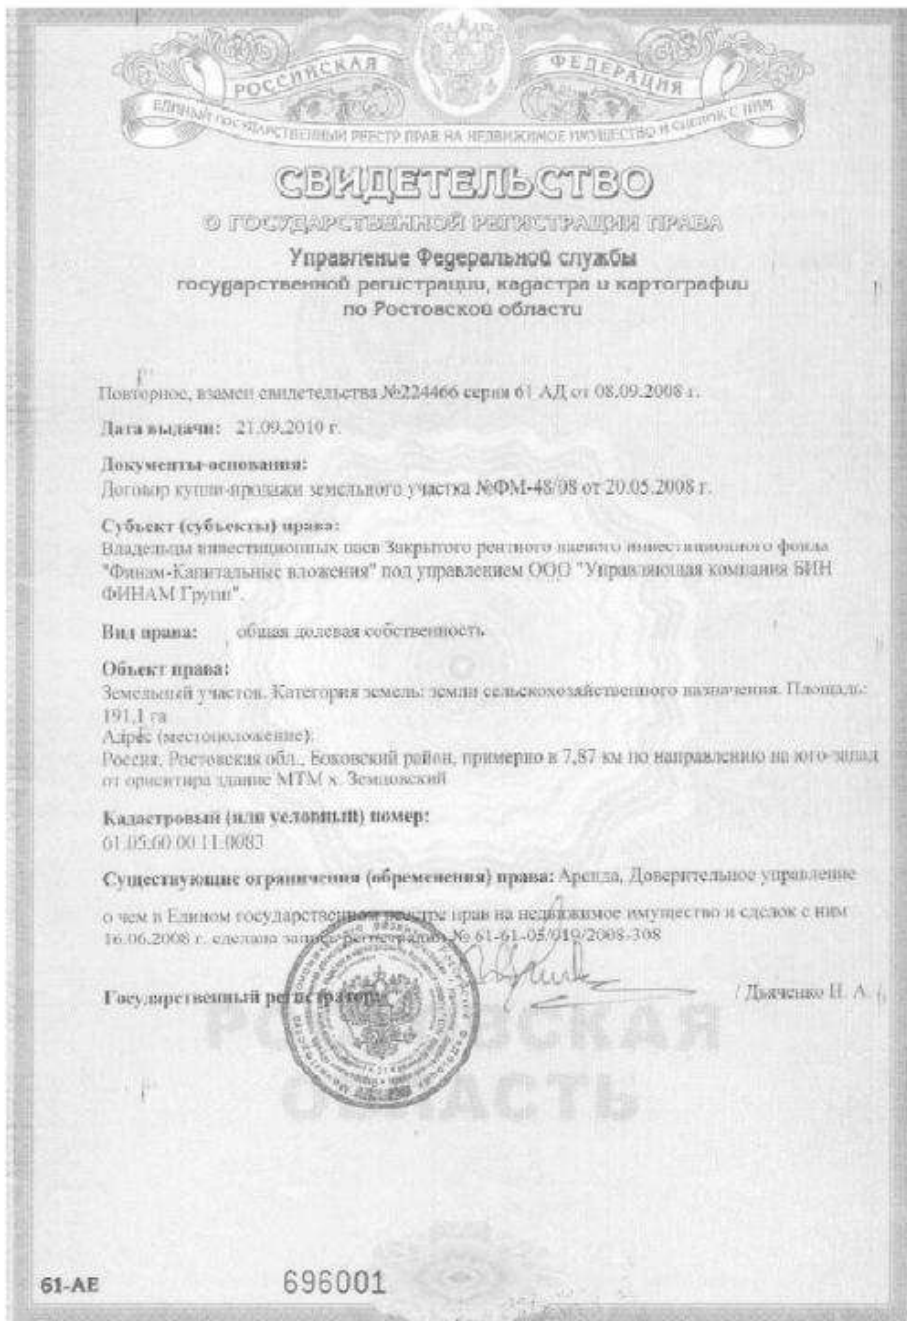 РОССИЙСКАЯ ФЕДЕРАЦИЯ
ЕДИНЫЙ ГОСУДАРСТВЕННЫЙ РЕЕСТР ПРАВ НА НЕДВИЖИМОЕ ИМУЩЕСТВО И СДЕЛОК С НИМ
СВИДЕТЕЛЬСТВО
О ГОСУДАРСТВЕННОЙ РЕГИСТРАЦИИ ПРАВА
Управление Федеральной службы
государственной регистрации, кадастра и картографии
по Ростовской области
Повторное, взамен свидетельства №224466 серия 61 АД от 08.09.2008 г.
Дата выдачи: 21.09.2010 г.
Документы-основания:
Договор купли-продажи земельного участка №ФМ-48/08 от 20.05.2008 г.
Субъект (субъекты) права:
Владельцы инвестиционных паев Закрытого рентного паевого инвестиционного фонда
"Финам-Капитальные вложения" под управлением ООО "Управляющая компания БИН
ФИНАМ Групп".
Вид права: общая долевая собственность
Объект права:
Земельный участок. Категория земель: земли сельскохозяйственного назначения. Площадь:
191,1 га
Адрес (местоположение):
Россия, Ростовская обл., Боковский район, примерно в 7,87 км по направлению на юго-запад
от ориентира здание МТМ х. Земцовский
Кадастровый (или условный) номер:
61:05:60 00 11:0083
Существующие ограничения (обременения) права: Аренда, Доверительное управление
о чем в Едином государственном реестре прав на недвижимое имущество и сделок с ним
16.06.2008 г. сделана запись регистрации № 61-61-05/019/2008-308
Государственный регистратор / Дьяченко Н. А.
РОСТОВСКАЯ
ОБЛАСТЬ
61-АЕ 696001